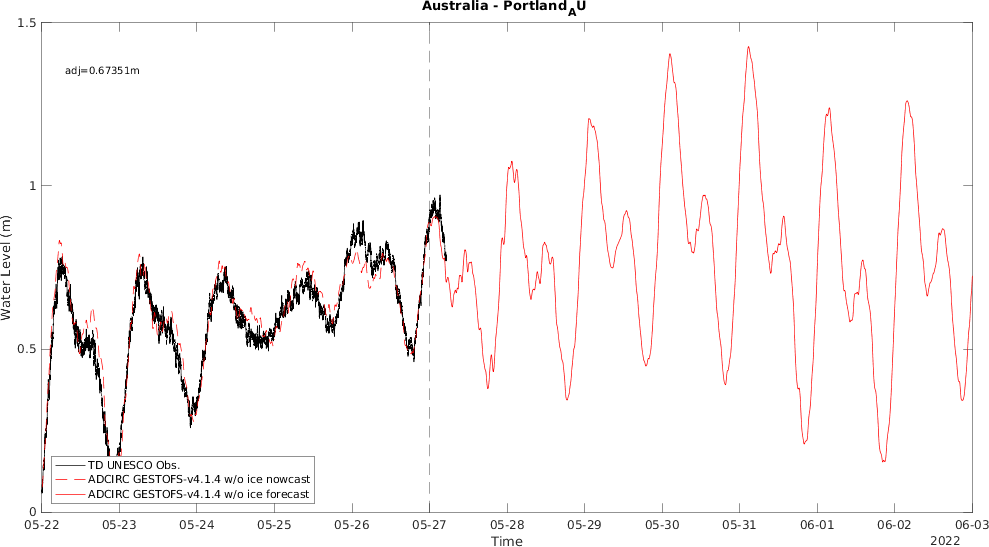 Australia - Portland_AU
1.5
adj=0.67351m
1
Water Level (m)
0.5
TD UNESCO Obs.
ADCIRC GESTOFS-v4.1.4 w/o ice nowcast
ADCIRC GESTOFS-v4.1.4 w/o ice forecast
0
05-22 05-23 05-24 05-25 05-26 05-27 05-28 05-29 05-30 05-31 06-01 06-02 06-03
Time
2022